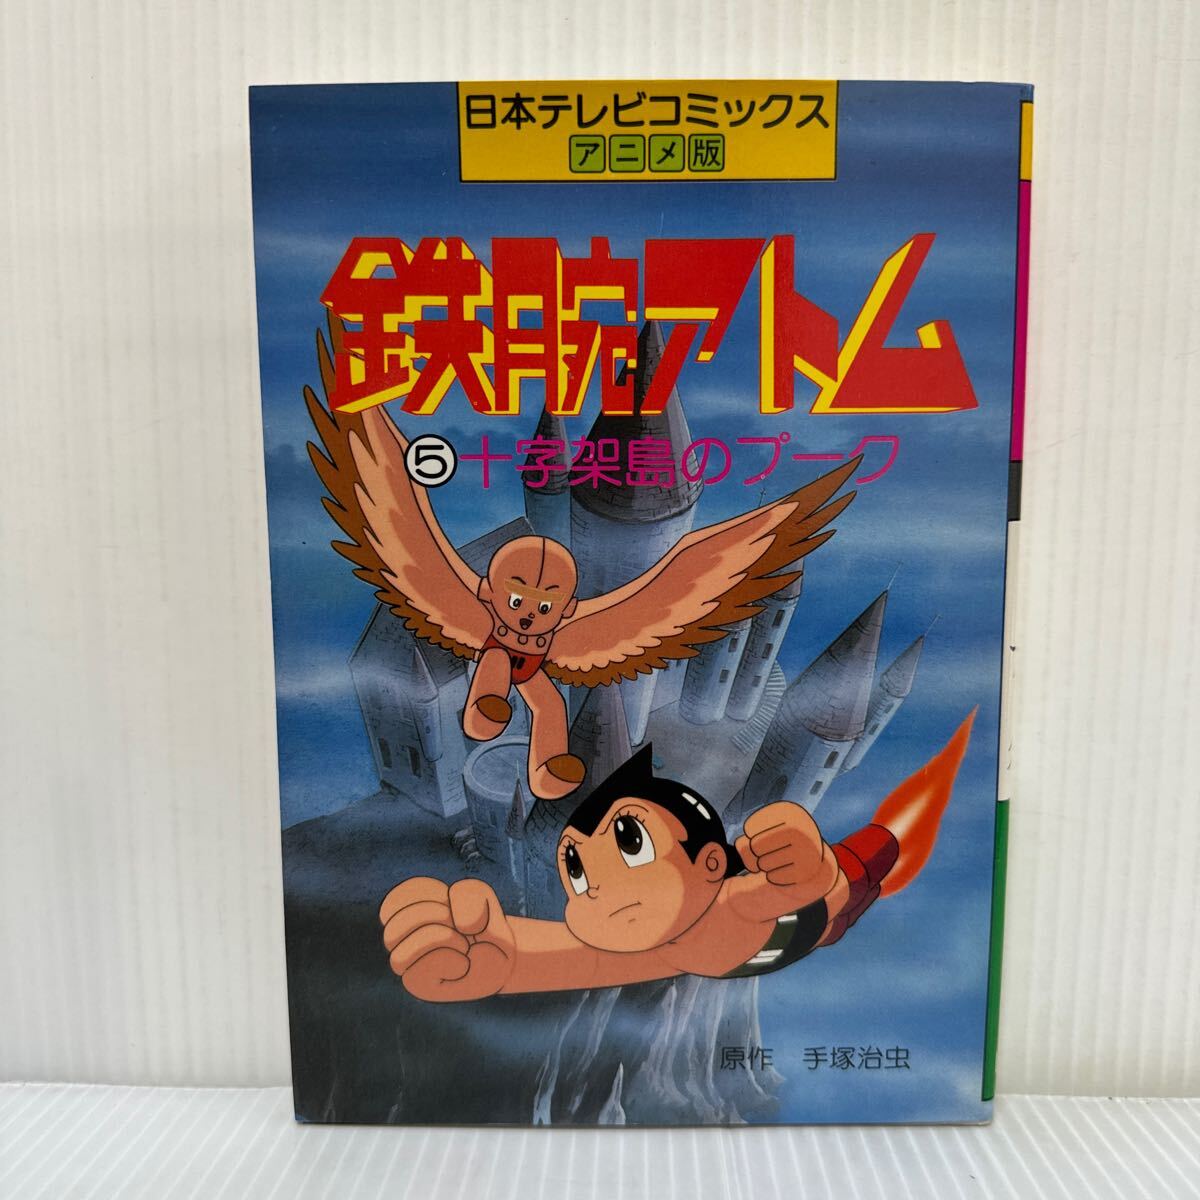 日本テレビコミックス
アニメ版
鉄腕アトム
⑤十字架島のプーク
原作 手塚治虫